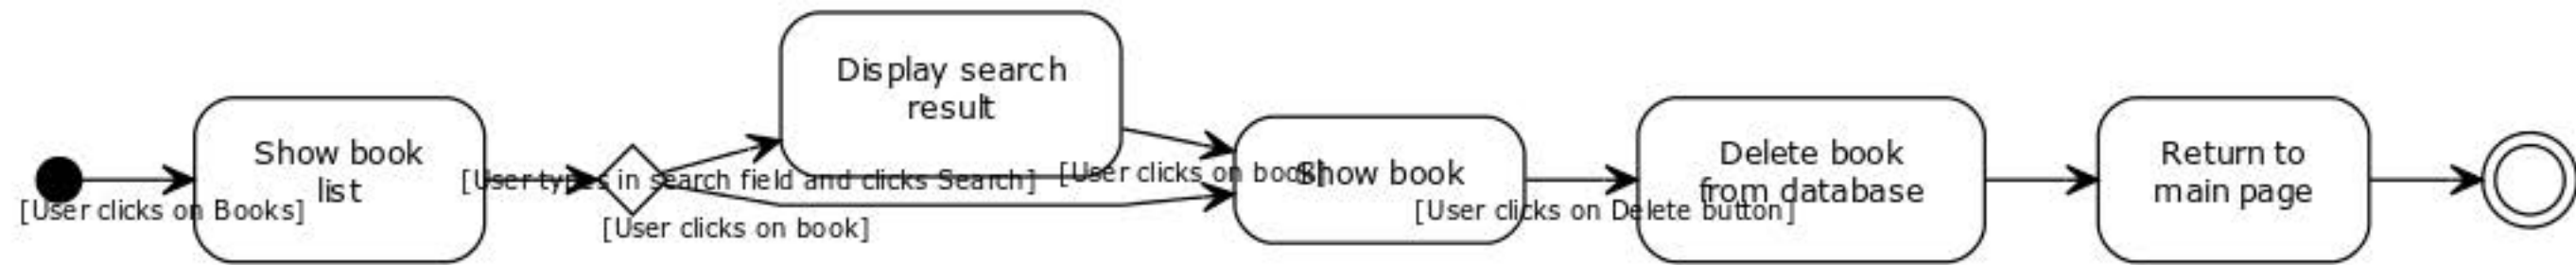 Display search
result
Show book
list
[User types in search field and clicks Search]
[User clicks on Books]
[User clicks on book]
[User clicks on book]
Show book
[User clicks on Delete button]
Delete book
from database
Return to
main page